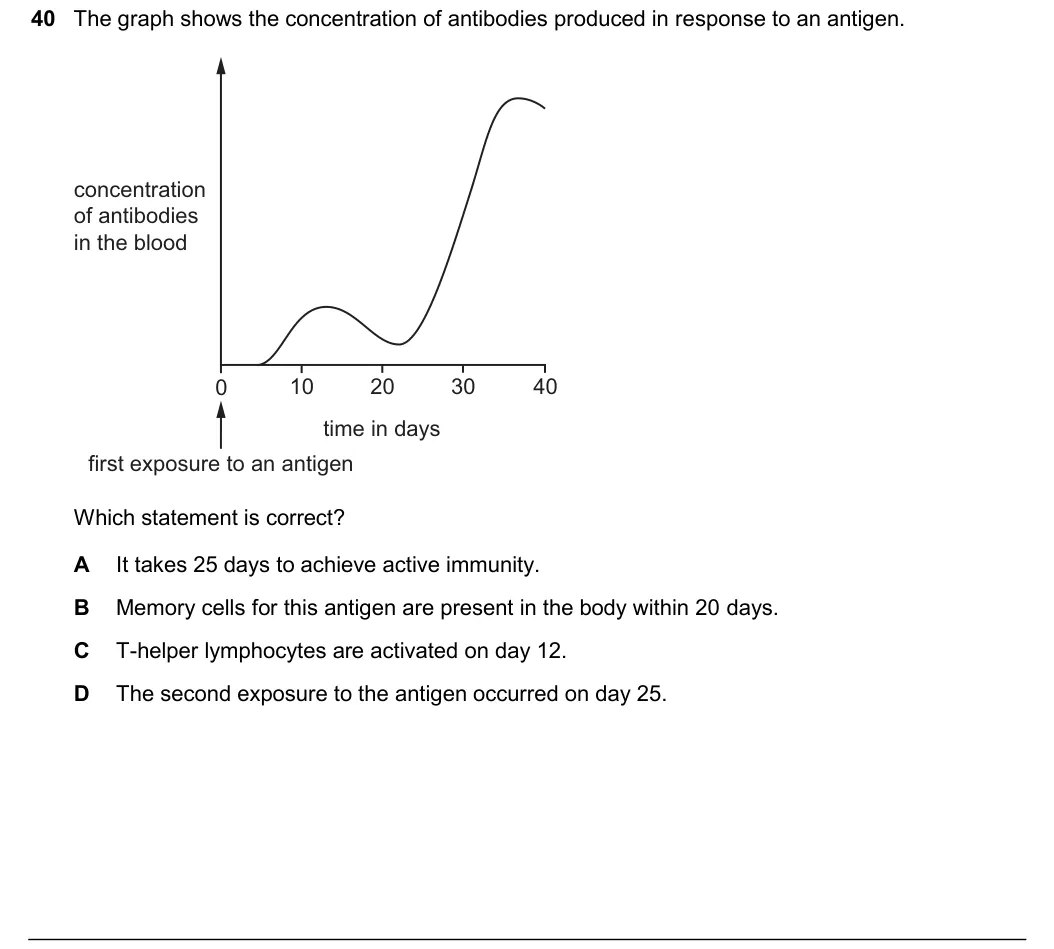 40 The graph shows the concentration of antibodies produced in response to an antigen.
concentration
of antibodies
in the blood
0 10 20 30 40
time in days
first exposure to an antigen
Which statement is correct?
A It takes 25 days to achieve active immunity.
B Memory cells for this antigen are present in the body within 20 days.
C T-helper lymphocytes are activated on day 12.
D The second exposure to the antigen occurred on day 25.